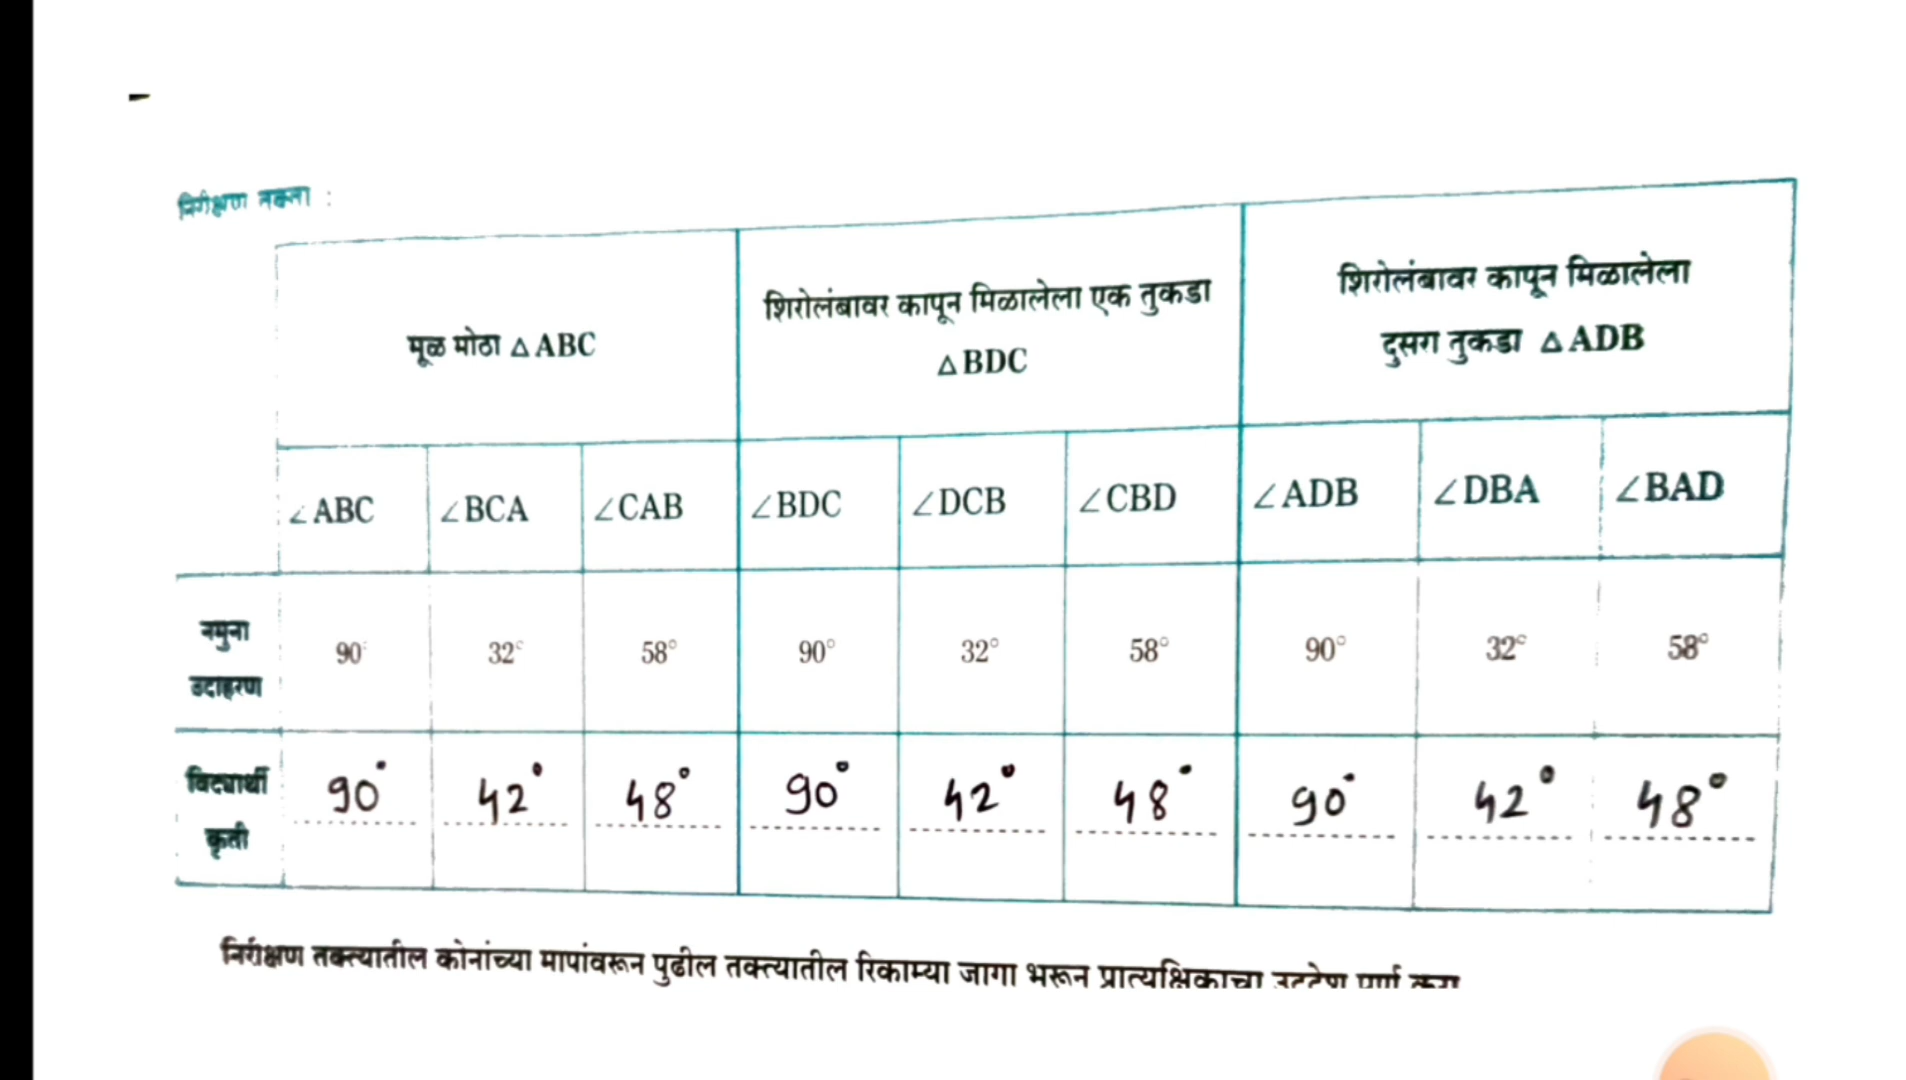 निरीक्षण तक्ता :
मूळ मोठा △ABC
शिरोलंबावर कापून मिळालेला एक तुकडा
△BDC
शिरोलंबावर कापून मिळालेला
दुसरा तुकडा △ADB
∠ABC ∠BCA ∠CAB ∠BDC ∠DCB ∠CBD ∠ADB ∠DBA ∠BAD
नमुना
उदाहरण
90° 32° 58° 90° 32° 58° 90° 32° 58°
विद्यार्थी
कृती
90° 42° 48° 90° 42° 48° 90° 42° 48°
निरीक्षण तक्त्यातील कोनांच्या मापांवरून पुढील तक्त्यातील रिकाम्या जागा भरून प्रात्यक्षिकाचा